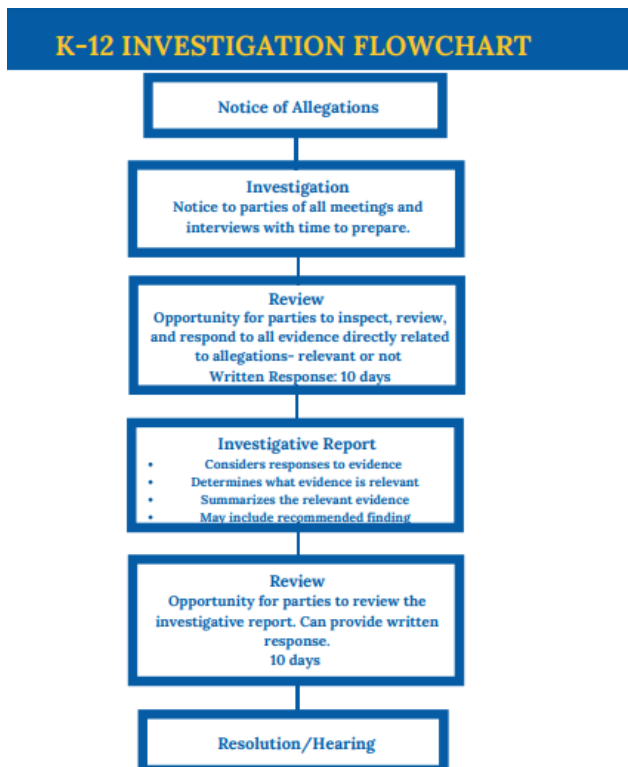 K-12 INVESTIGATION FLOWCHART
Notice of Allegations
Investigation
Notice to parties of all meetings and
interviews with time to prepare.
Review
Opportunity for parties to inspect, review,
and respond to all evidence directly related
to allegations- relevant or not
Written Response: 10 days
Investigative Report
• Considers responses to evidence
• Determines what evidence is relevant
• Summarizes the relevant evidence
• May include recommended finding
Review
Opportunity for parties to review the
investigative report. Can provide written
response.
10 days
Resolution/Hearing